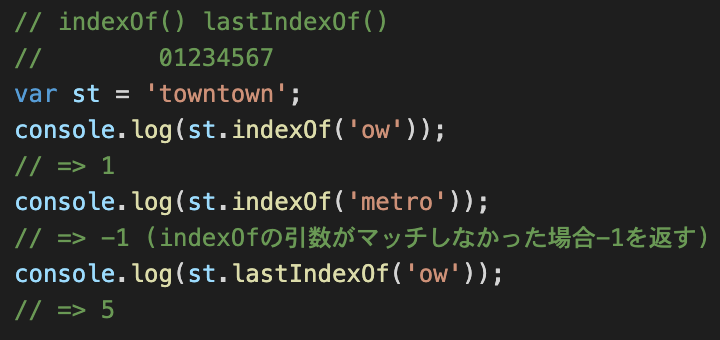 // indexOf() lastIndexOf()
//         01234567
var st = 'towntown';
console.log(st.indexOf('ow'));
// => 1
console.log(st.indexOf('metro'));
// => -1 (indexOfの引数がマッチしなかった場合-1を返す)
console.log(st.lastIndexOf('ow'));
// => 5